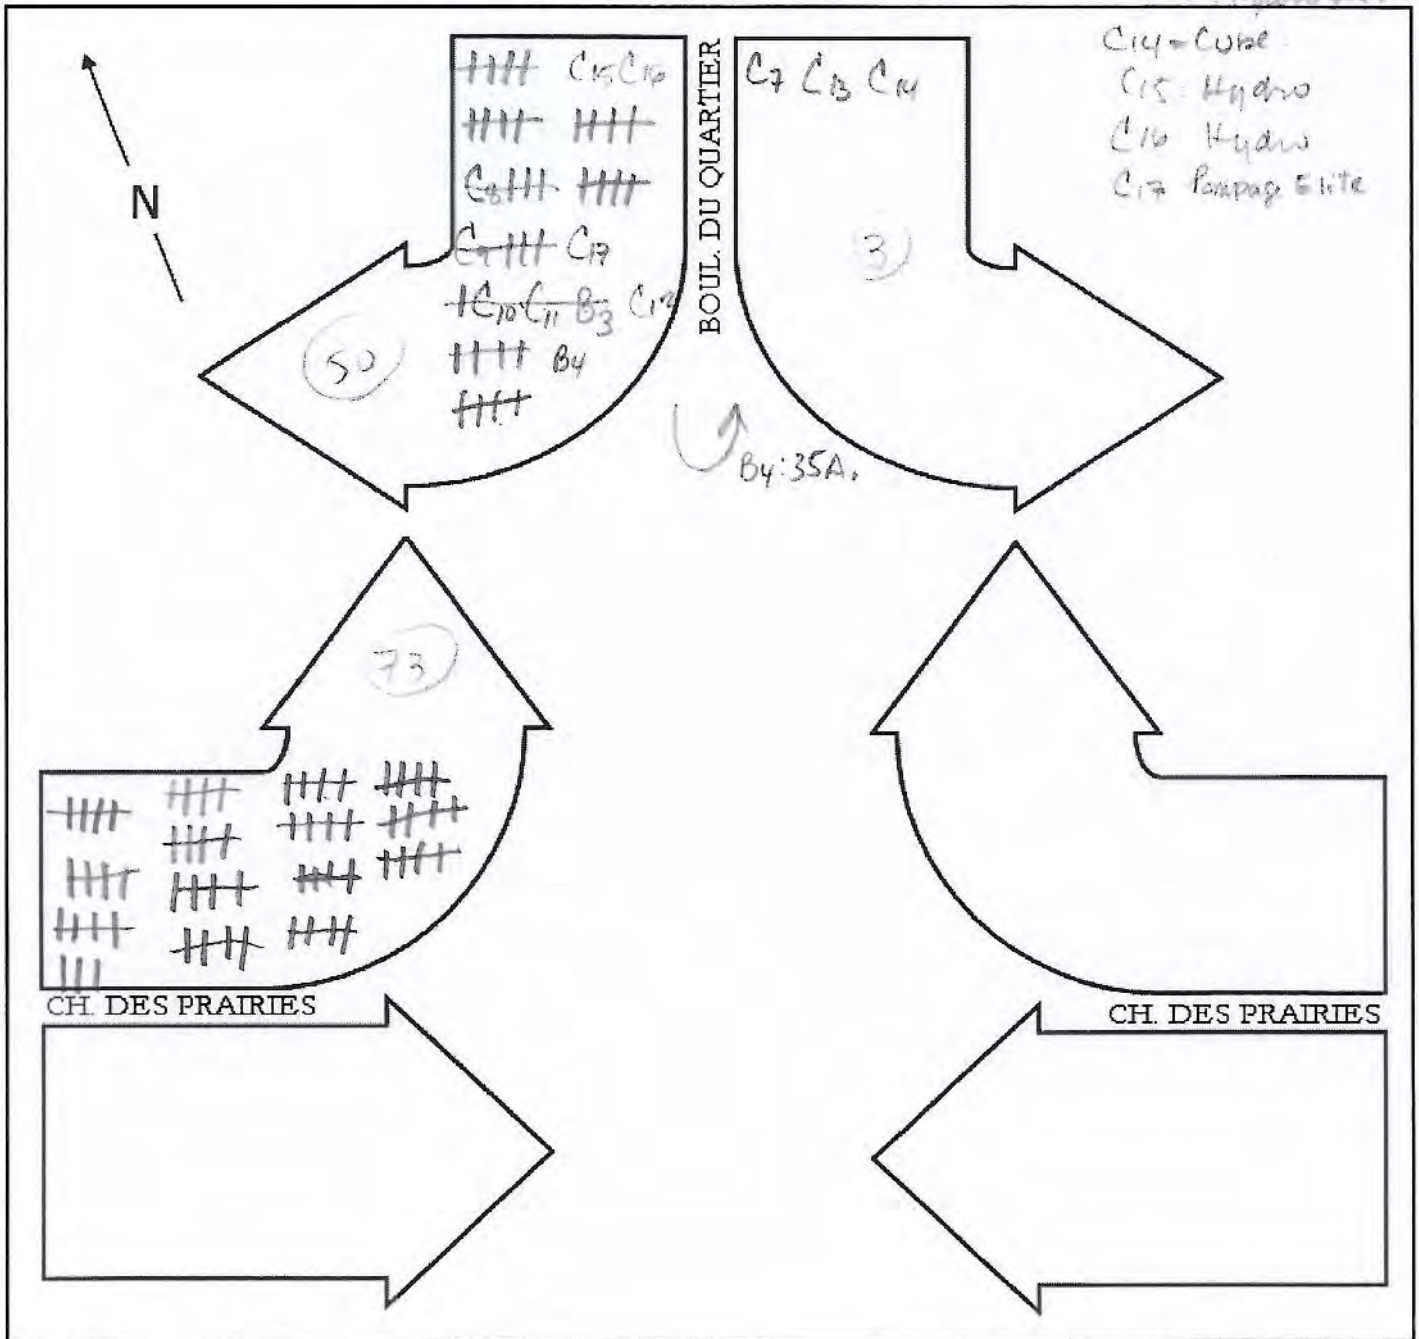 C14 = Cube
C15 Hydro
C16 Hydro
C17 Pompage Elite
N
C15 C16
C8
C9 C17
C10 C11 B3 C12
B4
50
BOUL. DU QUARTIER
C7 C13 C14
3
B4:35A.
73
CH. DES PRAIRIES
CH. DES PRAIRIES